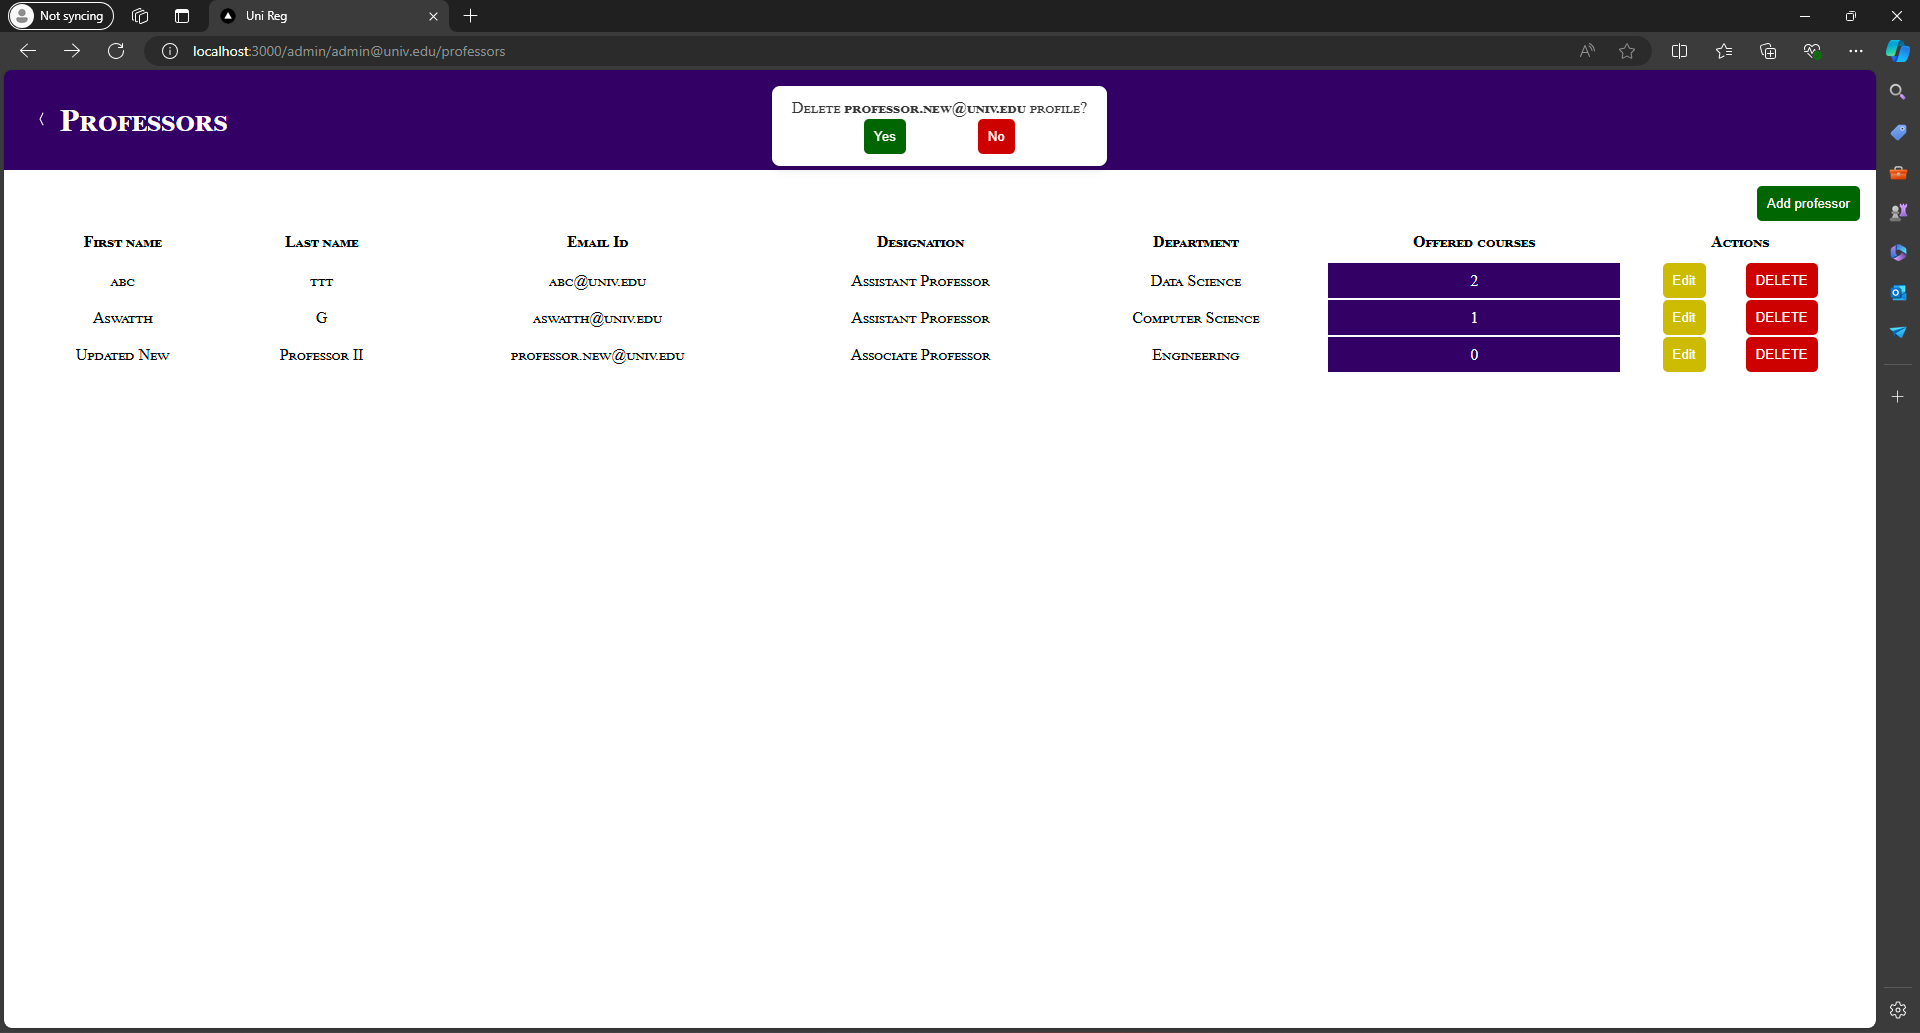 Not syncing
Uni Reg
localhost:3000/admin/admin@univ.edu/professors
Professors
Delete professor.new@univ.edu profile?
Yes No
Add professor
First name Last name Email Id Designation Department Offered courses Actions
abc ttt abc@univ.edu Assistant Professor Data Science 2 Edit DELETE
Aswatth G aswatth@univ.edu Assistant Professor Computer Science 1 Edit DELETE
Updated New Professor II professor.new@univ.edu Associate Professor Engineering 0 Edit DELETE